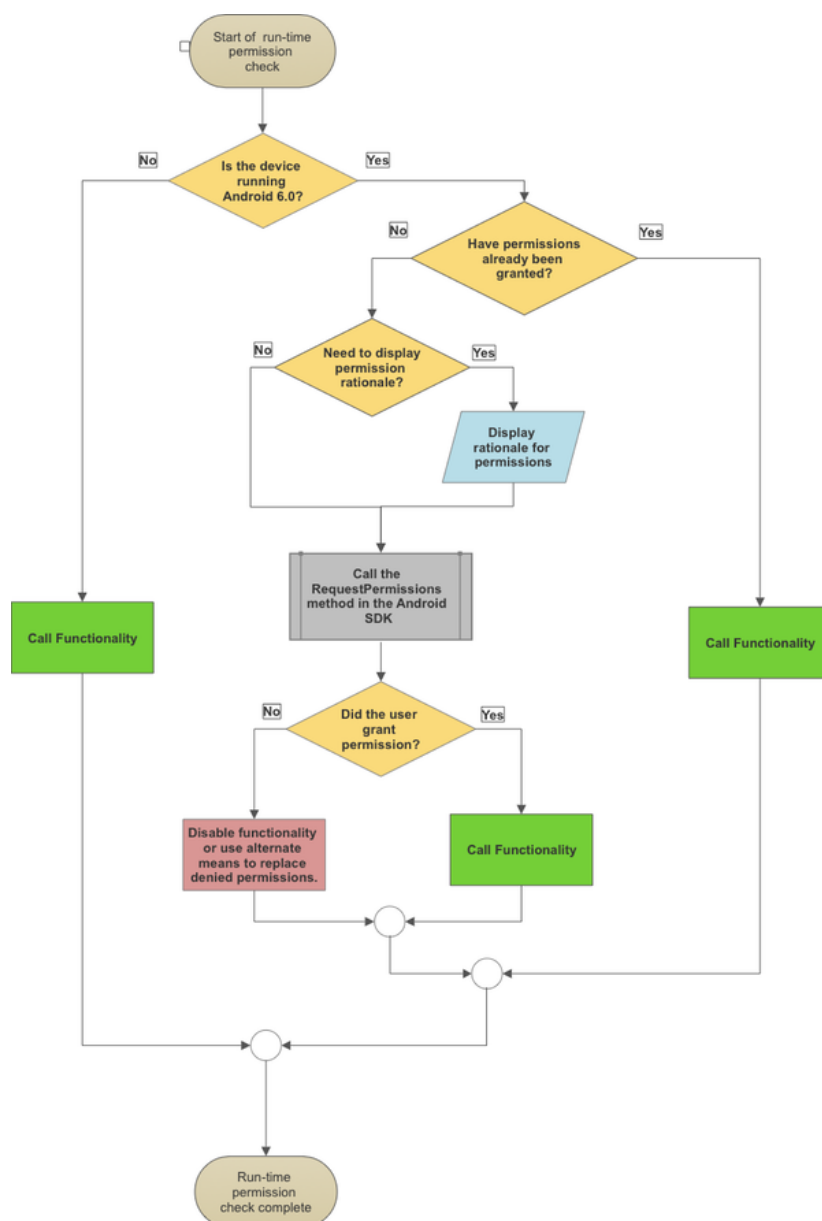 Start of run-time
permission
check
No
Yes
Is the device
running
Android 6.0?
No
Yes
Have permissions
already been
granted?
No
Yes
Need to display
permission
rationale?
Display
rationale for
permissions
Call the
RequestPermissions
method in the Android
SDK
Call Functionality
Call Functionality
No
Yes
Did the user
grant
permission?
Disable functionality
or use alternate
means to replace
denied permissions.
Call Functionality
Run-time
permission
check complete